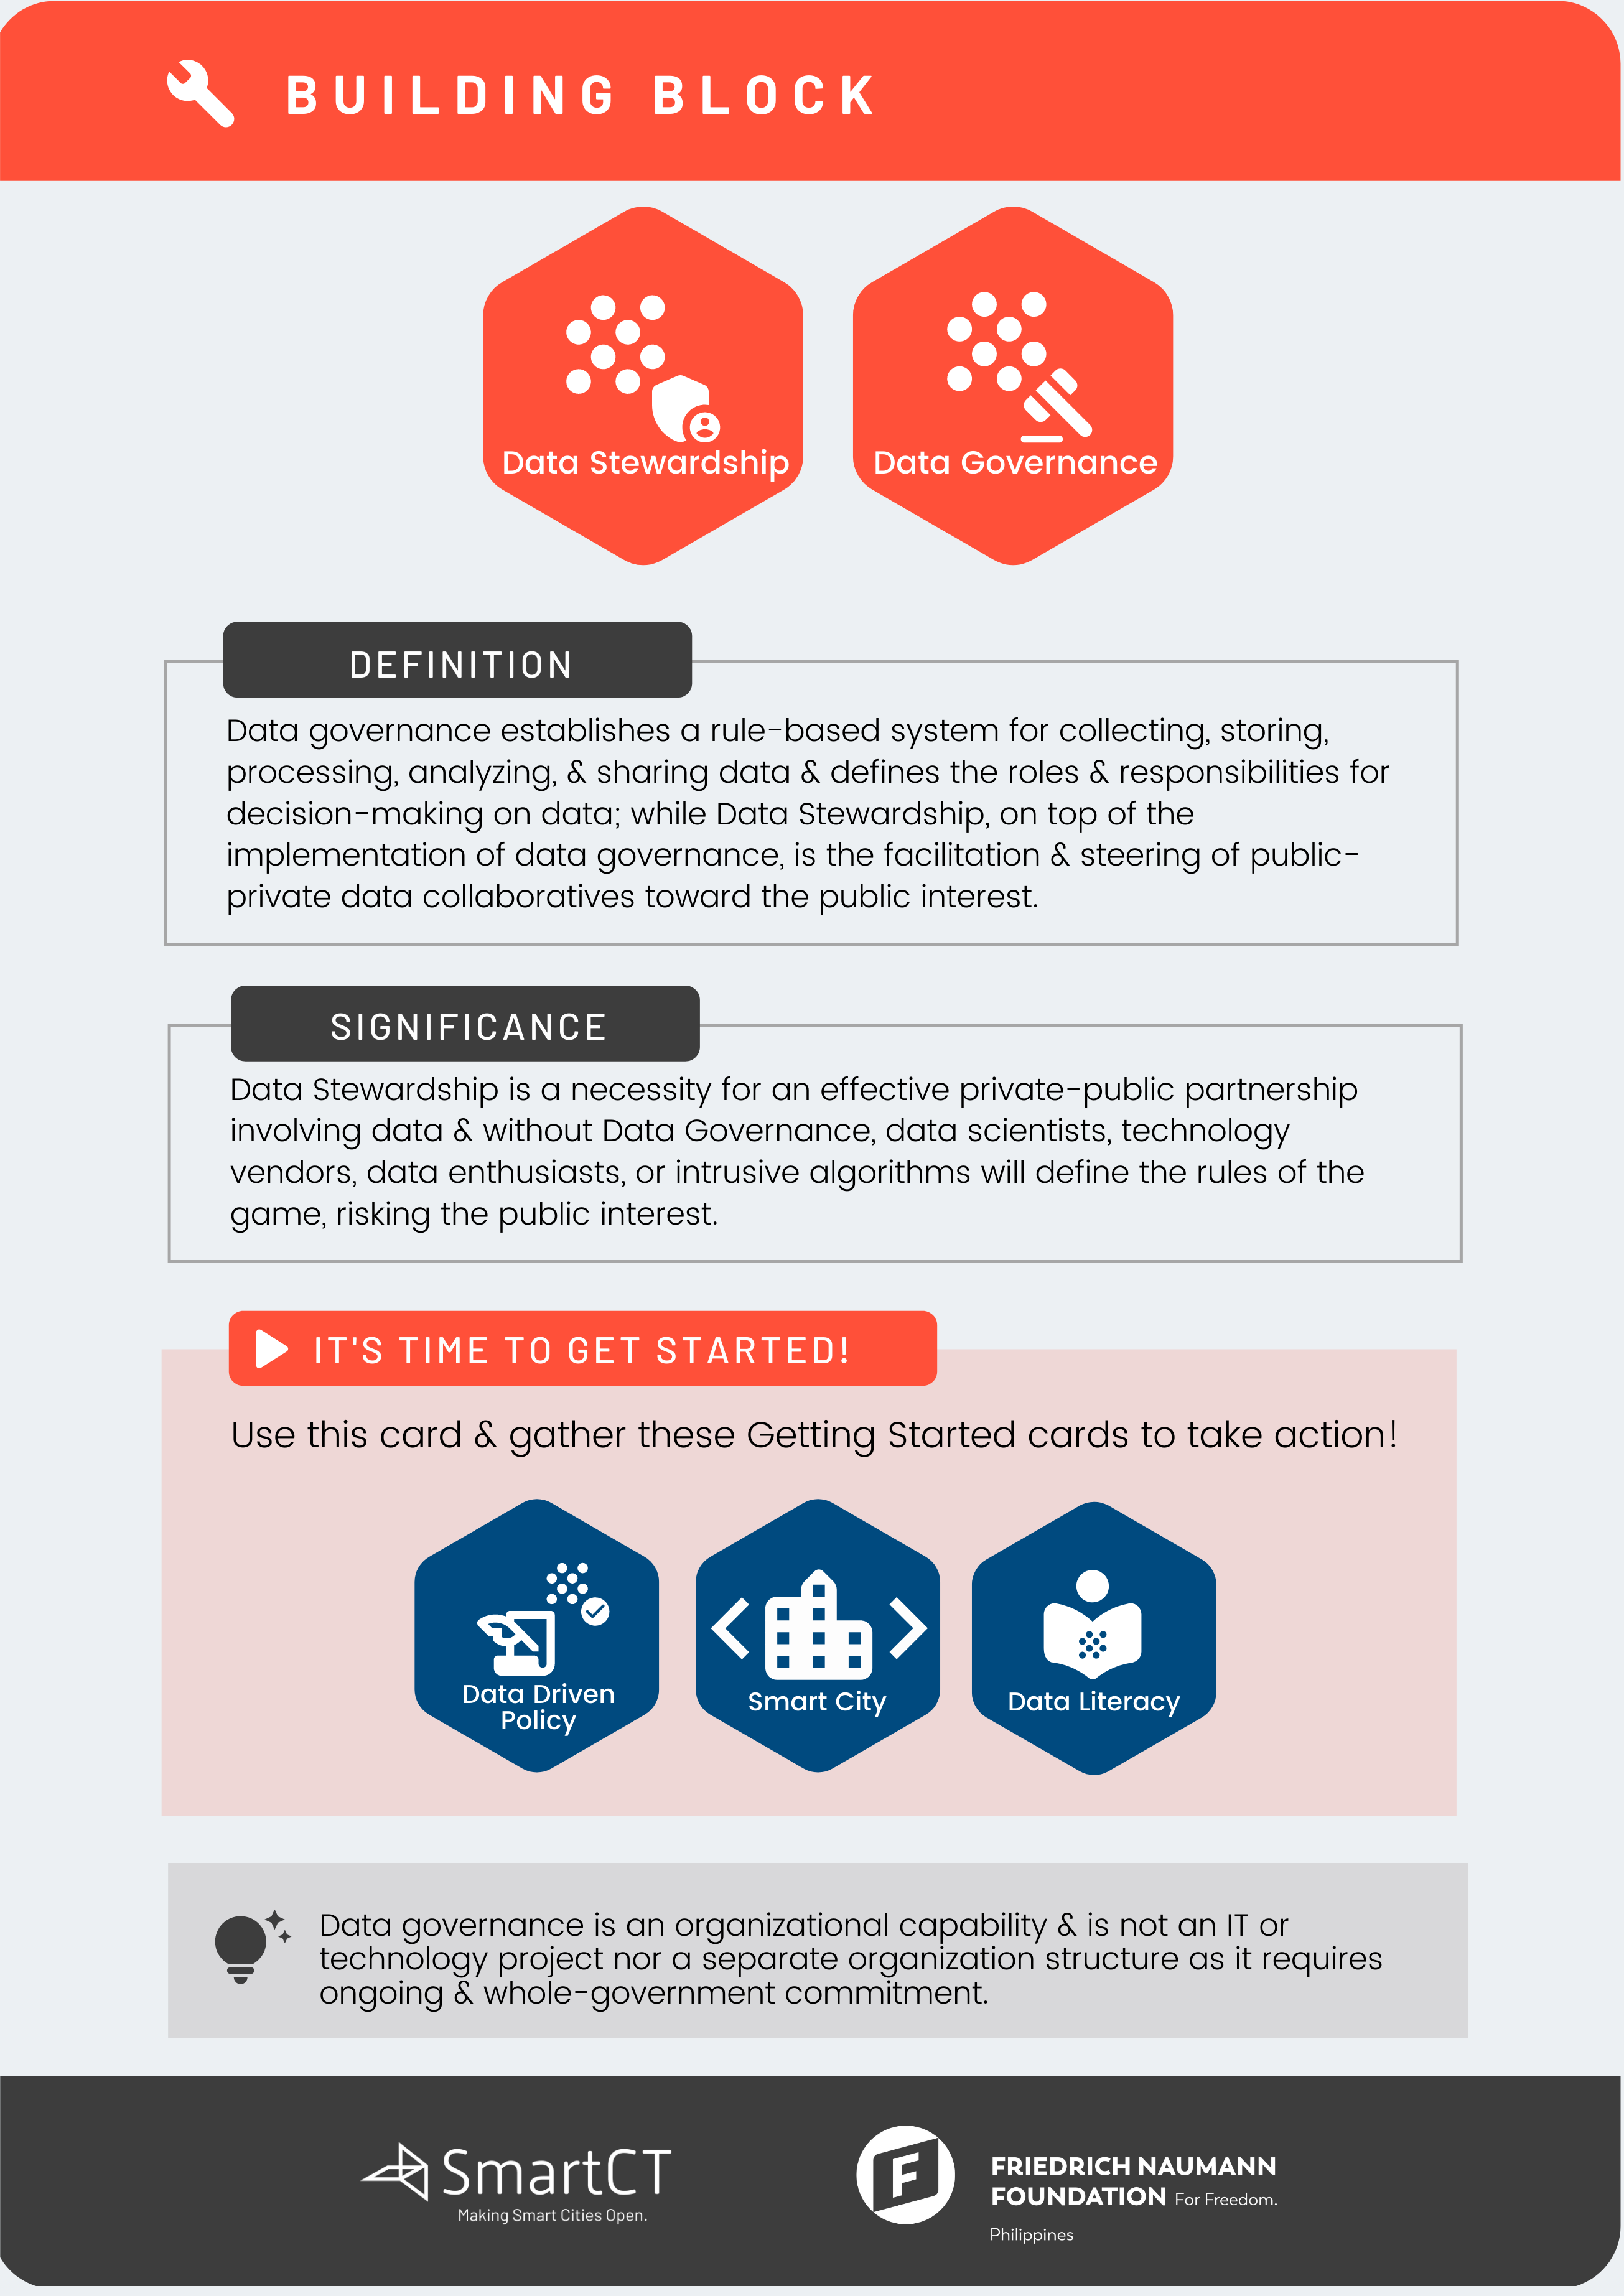 BUILDING BLOCK
Data Stewardship
Data Governance
DEFINITION
Data governance establishes a rule-based system for collecting, storing,
processing, analyzing, & sharing data & defines the roles & responsibilities for
decision-making on data; while Data Stewardship, on top of the
implementation of data governance, is the facilitation & steering of public-
private data collaboratives toward the public interest.
SIGNIFICANCE
Data Stewardship is a necessity for an effective private-public partnership
involving data & without Data Governance, data scientists, technology
vendors, data enthusiasts, or intrusive algorithms will define the rules of the
game, risking the public interest.
IT'S TIME TO GET STARTED!
Use this card & gather these Getting Started cards to take action!
Data Driven
Policy
Smart City
Data Literacy
Data governance is an organizational capability & is not an IT or
technology project nor a separate organization structure as it requires
ongoing & whole-government commitment.
SmartCT
Making Smart Cities Open.
F
FRIEDRICH NAUMANN
FOUNDATION For Freedom.
Philippines